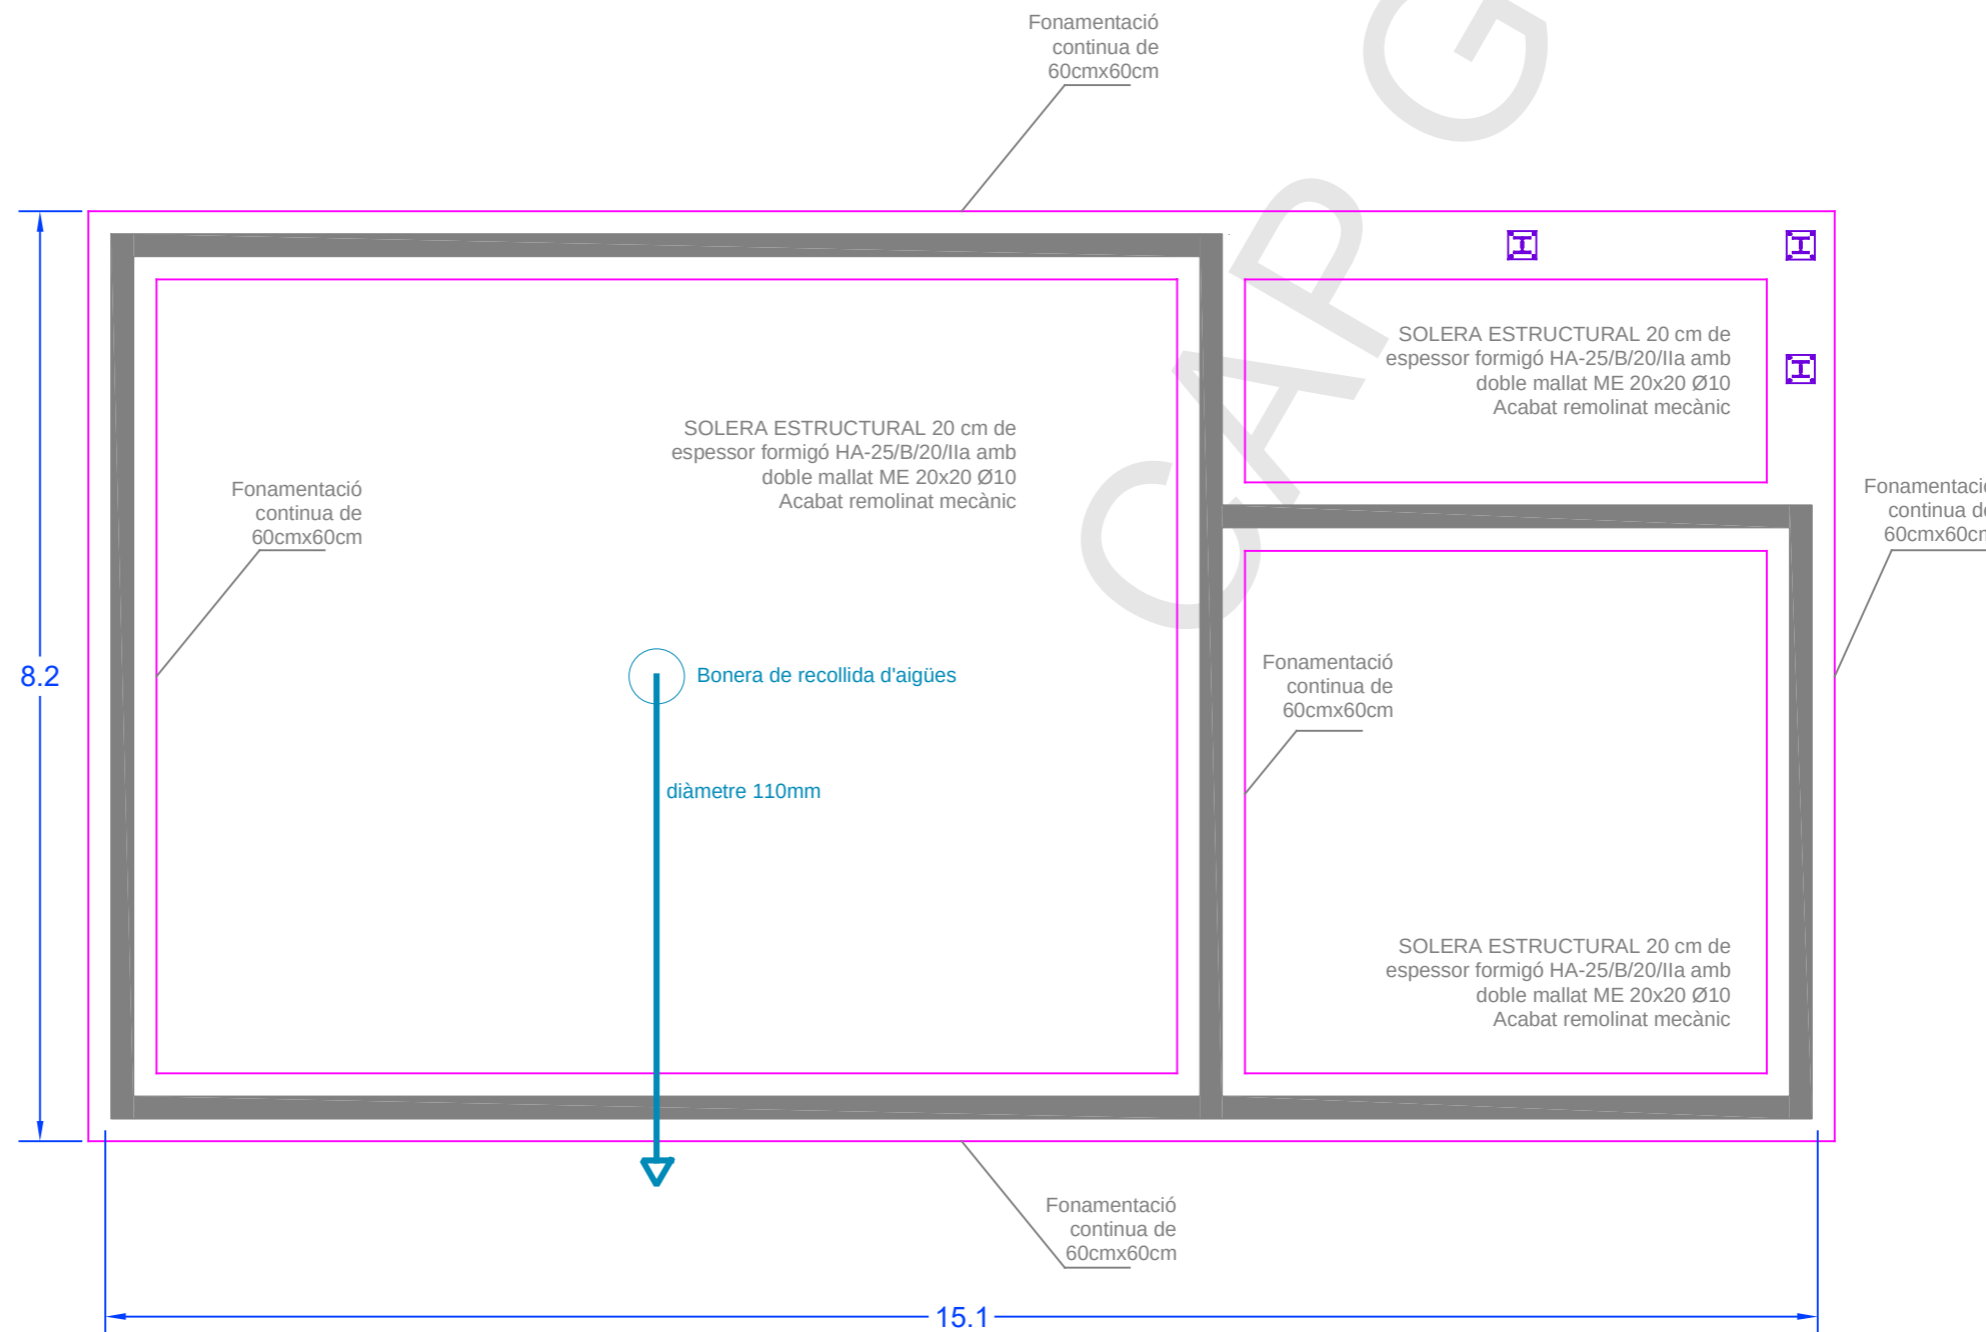 Fonamentació
continua de
60cmx60cm
SOLERA ESTRUCTURAL 20 cm de
espessor formigó HA-25/B/20/IIa amb
doble mallat ME 20x20 Ø10
Acabat remolinat mecànic
SOLERA ESTRUCTURAL 20 cm de
espessor formigó HA-25/B/20/IIa amb
doble mallat ME 20x20 Ø10
Acabat remolinat mecànic
Fonamentació
continua de
60cmx60cm
Fonamentació
continua de
60cmx60cm
8.2
Bonera de recollida d'aigües
Fonamentació
continua de
60cmx60cm
diàmetre 110mm
SOLERA ESTRUCTURAL 20 cm de
espessor formigó HA-25/B/20/IIa amb
doble mallat ME 20x20 Ø10
Acabat remolinat mecànic
Fonamentació
continua de
60cmx60cm
15.1
CAP G